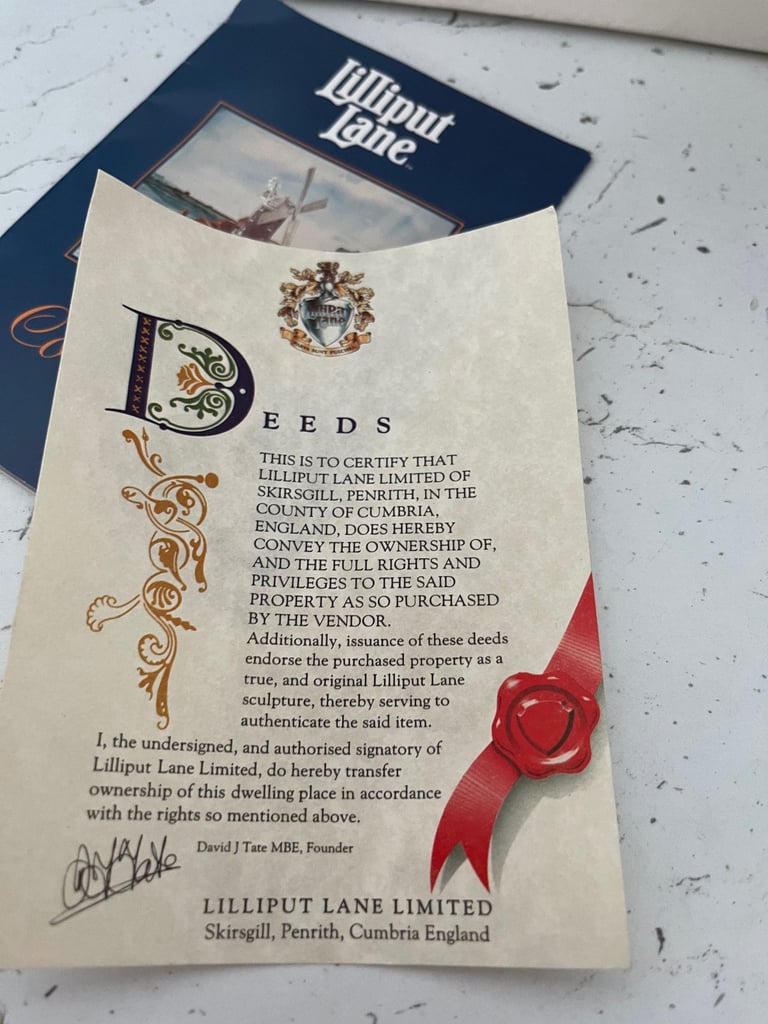 Lilliput
Lane
Co
DEEDS
THIS IS TO CERTIFY THAT
LILLIPUT LANE LIMITED OF
SKIRSGILL, PENRITH, IN THE
COUNTY OF CUMBRIA,
ENGLAND, DOES HEREBY
CONVEY THE OWNERSHIP OF,
AND THE FULL RIGHTS AND
PRIVILEGES TO THE SAID
PROPERTY AS SO PURCHASED
BY THE VENDOR.
Additionally, issuance of these deeds
endorse the purchased property as a
true, and original Lilliput Lane
sculpture, thereby serving to
authenticate the said item.
I, the undersigned, and authorised signatory of
Lilliput Lane Limited, do hereby transfer
ownership of this dwelling place in accordance
with the rights so mentioned above.
David J Tate MBE, Founder
LILLIPUT LANE LIMITED
Skirsgill, Penrith, Cumbria England